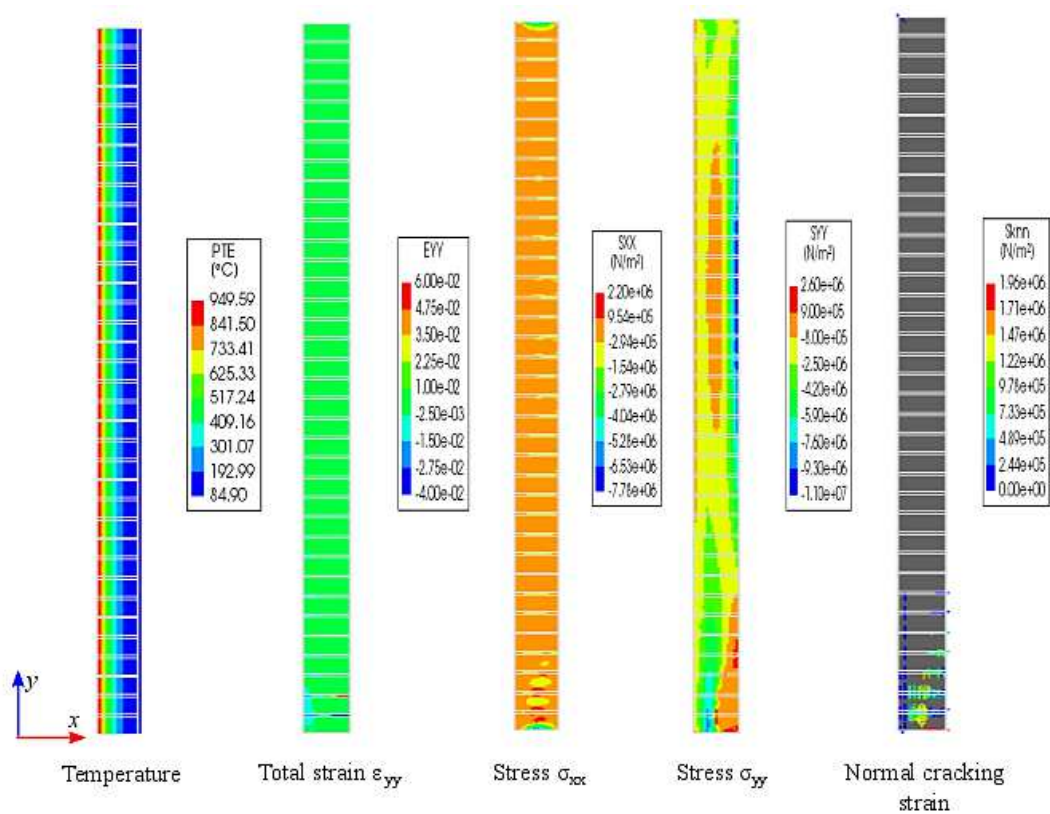 PTE
(°C)
949.59
841.50
733.41
625.33
517.24
409.16
301.07
192.99
84.90
EYY
6.00e-02
4.75e-02
3.50e-02
2.25e-02
1.00e-02
-2.50e-03
-1.50e-02
-2.75e-02
-4.00e-02
SXX
(N/m²)
2.20e+06
9.54e+05
-2.94e+05
-1.54e+06
-2.79e+06
-4.04e+06
-5.28e+06
-6.53e+06
-7.78e+06
SYY
(N/m²)
2.60e+06
9.00e+05
-8.00e+05
-2.50e+06
-4.20e+06
-5.90e+06
-7.60e+06
-9.30e+06
-1.10e+07
Sknn
(N/m²)
1.96e+06
1.71e+06
1.47e+06
1.22e+06
9.78e+05
7.33e+05
4.89e+05
2.44e+05
0.00e+00
y
x
Temperature
Total strain εyy
Stress σxx
Stress σyy
Normal cracking
strain